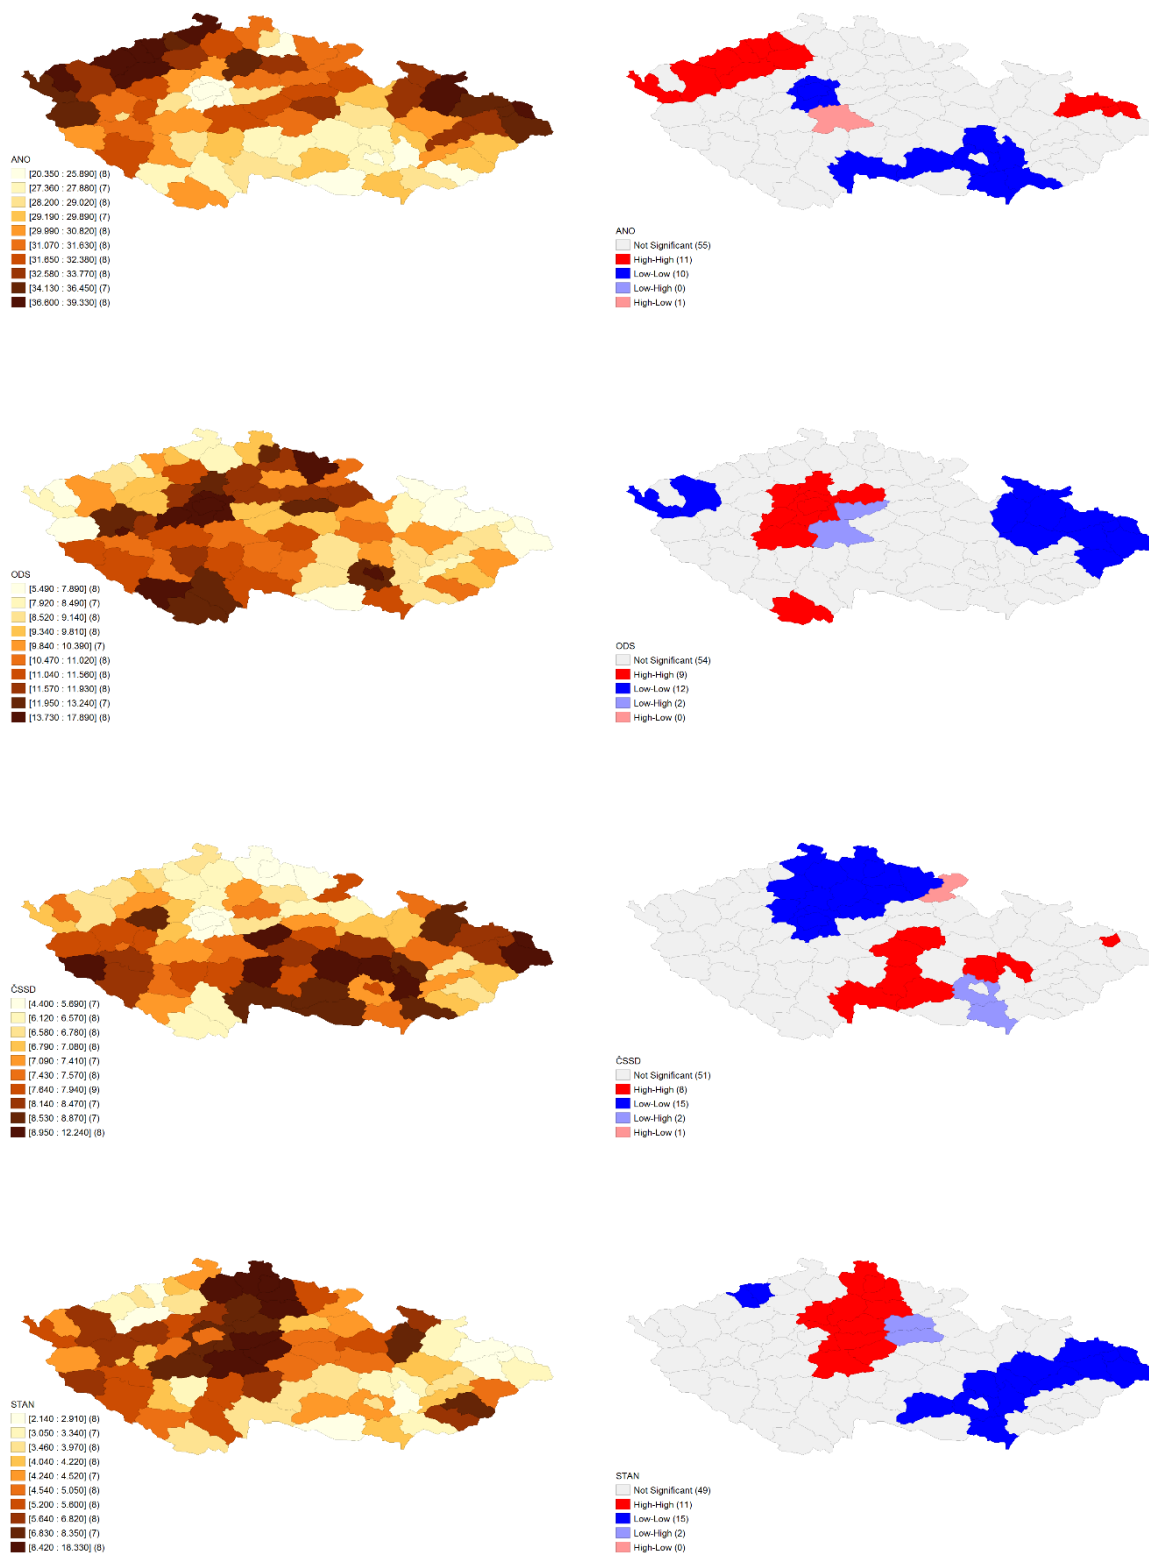 ANO
[20.350 : 25.890] (8)
[27.360 : 27.880] (7)
[28.200 : 29.020] (8)
[29.190 : 29.890] (7)
[29.990 : 30.820] (8)
[31.070 : 31.630] (8)
[31.650 : 32.380] (8)
[32.580 : 33.770] (8)
[34.130 : 36.450] (7)
[36.600 : 39.330] (8)
ANO
Not Significant (55)
High-High (11)
Low-Low (10)
Low-High (0)
High-Low (1)
ODS
[5.490 : 7.890] (8)
[7.920 : 8.490] (7)
[8.520 : 9.140] (8)
[9.340 : 9.810] (8)
[9.840 : 10.390] (7)
[10.470 : 11.020] (8)
[11.040 : 11.560] (8)
[11.570 : 11.930] (8)
[11.950 : 13.240] (7)
[13.730 : 17.890] (8)
ODS
Not Significant (54)
High-High (9)
Low-Low (12)
Low-High (2)
High-Low (0)
ČSSD
[4.400 : 5.690] (7)
[6.120 : 6.570] (8)
[6.580 : 6.780] (8)
[6.790 : 7.080] (8)
[7.090 : 7.410] (7)
[7.430 : 7.570] (8)
[7.640 : 7.940] (9)
[8.140 : 8.470] (7)
[8.530 : 8.870] (7)
[8.950 : 12.240] (8)
ČSSD
Not Significant (51)
High-High (8)
Low-Low (15)
Low-High (2)
High-Low (1)
STAN
[2.140 : 2.910] (8)
[3.050 : 3.340] (7)
[3.460 : 3.970] (8)
[4.040 : 4.220] (8)
[4.240 : 4.520] (7)
[4.540 : 5.050] (8)
[5.200 : 5.600] (8)
[5.640 : 6.820] (8)
[6.830 : 8.350] (7)
[8.420 : 18.330] (8)
STAN
Not Significant (49)
High-High (11)
Low-Low (15)
Low-High (2)
High-Low (0)